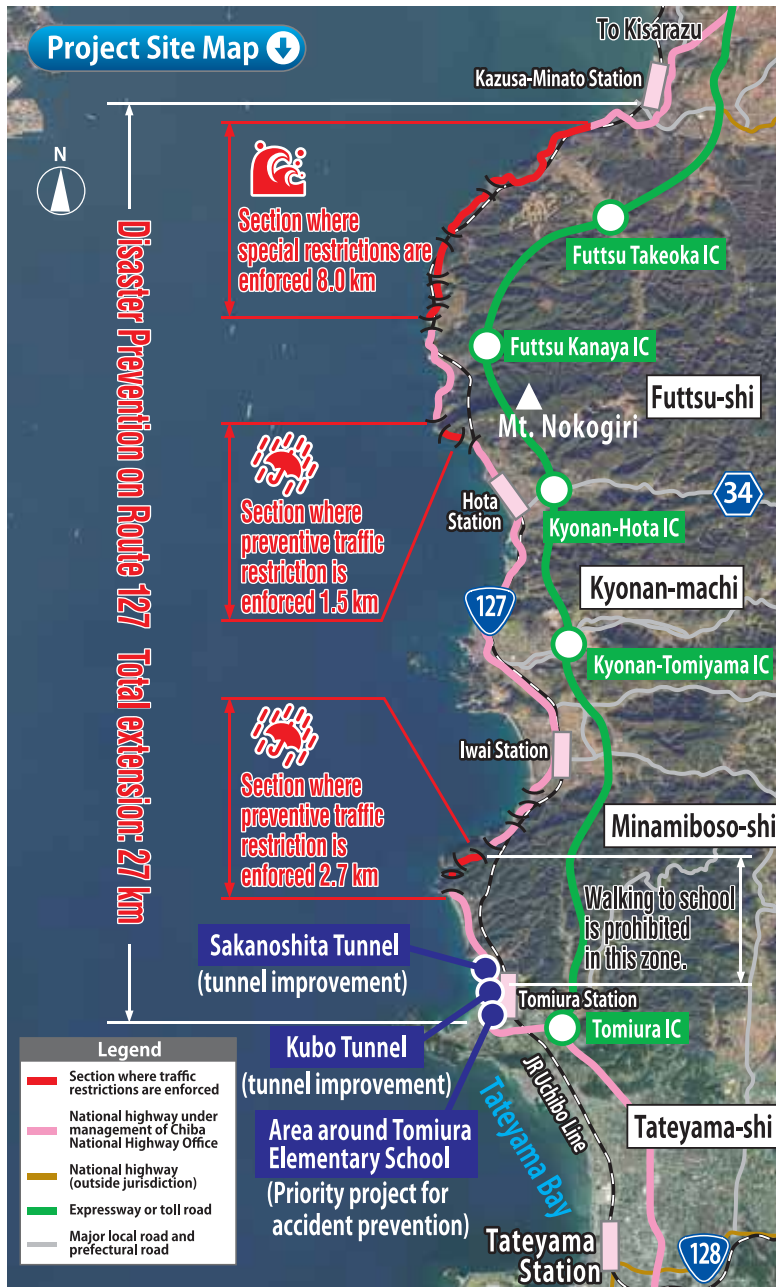 Project Site Map
To Kisarazu
Kazusa-Minato Station
N
Section where
special restrictions are
enforced 8.0 km
Futtsu Takeoka IC
Disaster Prevention on Route 127 Total extension: 27 km
Futtsu Kanaya IC
Futtsu-shi
Mt. Nokogiri
34
Hota
Station
Kyonan-Hota IC
Section where
preventive traffic
restriction is
enforced 1.5 km
Kyonan-machi
127
Kyonan-Tomiyama IC
Iwai Station
Section where
preventive traffic
restriction is
enforced 2.7 km
Minamiboso-shi
Walking to school
is prohibited
in this zone.
Sakanoshita Tunnel
(tunnel improvement)
Tomiura Station
Tomiura IC
Kubo Tunnel
(tunnel improvement)
JR Uchibo Line
Area around Tomiura
Elementary School
(Priority project for
accident prevention)
Tateyama Bay
Tateyama-shi
Tateyama
Station
128
Legend
Section where traffic
restrictions are enforced
National highway under
management of Chiba
National Highway Office
National highway
(outside jurisdiction)
Expressway or toll road
Major local road and
prefectural road